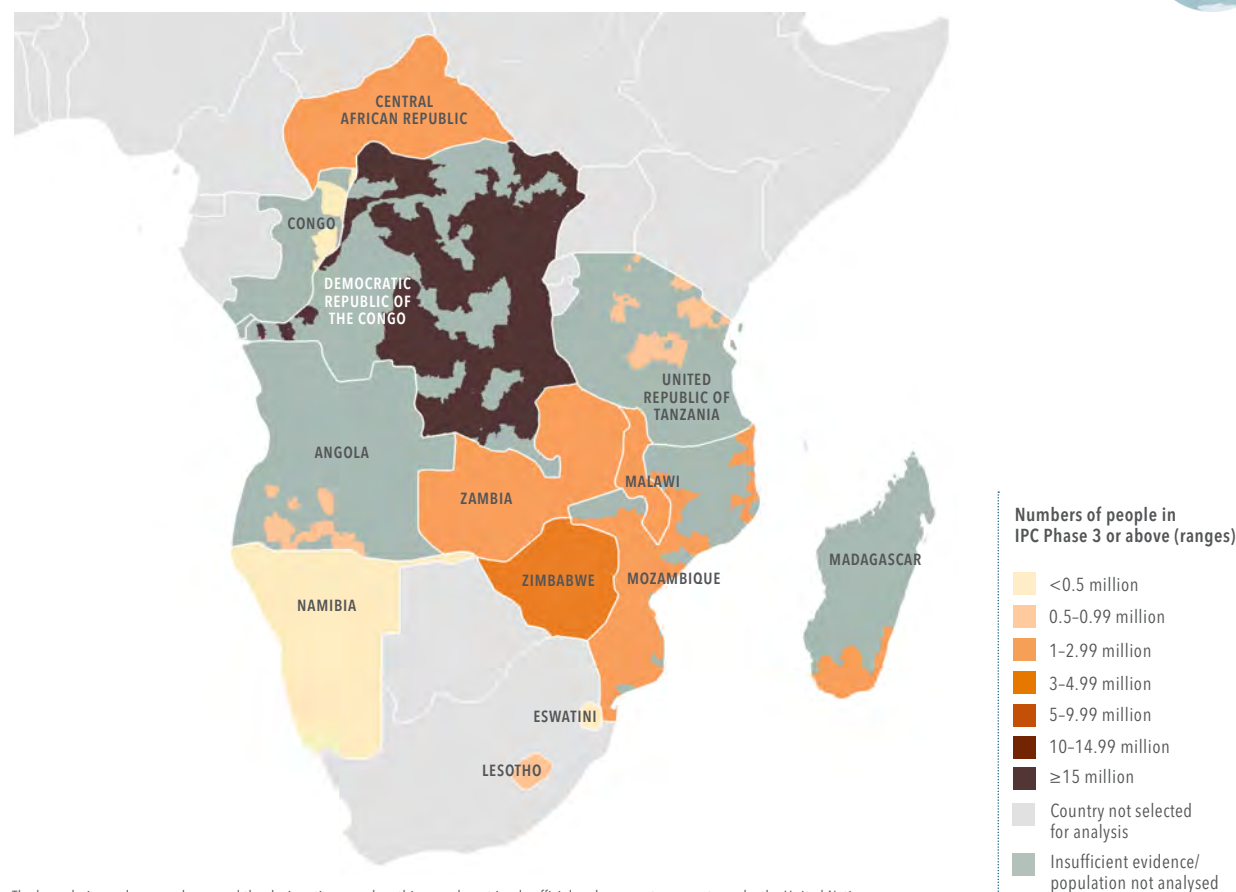 CENTRAL
AFRICAN REPUBLIC
CONGO
DEMOCRATIC
REPUBLIC OF
THE CONGO
UNITED
REPUBLIC OF
TANZANIA
ANGOLA
MALAWI
ZAMBIA
MADAGASCAR
ZIMBABWE
MOZAMBIQUE
NAMIBIA
ESWATINI
LESOTHO
Numbers of people in
IPC Phase 3 or above (ranges)
<0.5 million
0.5–0.99 million
1–2.99 million
3–4.99 million
5–9.99 million
10–14.99 million
≥15 million
Country not selected
for analysis
Insufficient evidence/
population not analysed